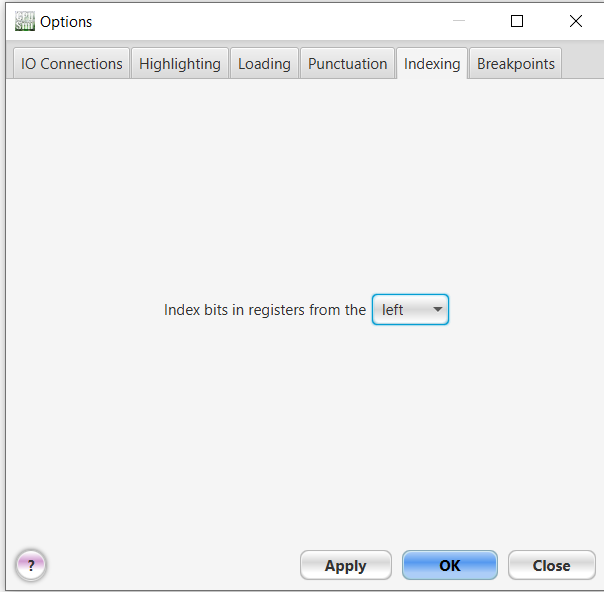 Options
IO Connections Highlighting Loading Punctuation Indexing Breakpoints
Index bits in registers from the left
? Apply OK Close